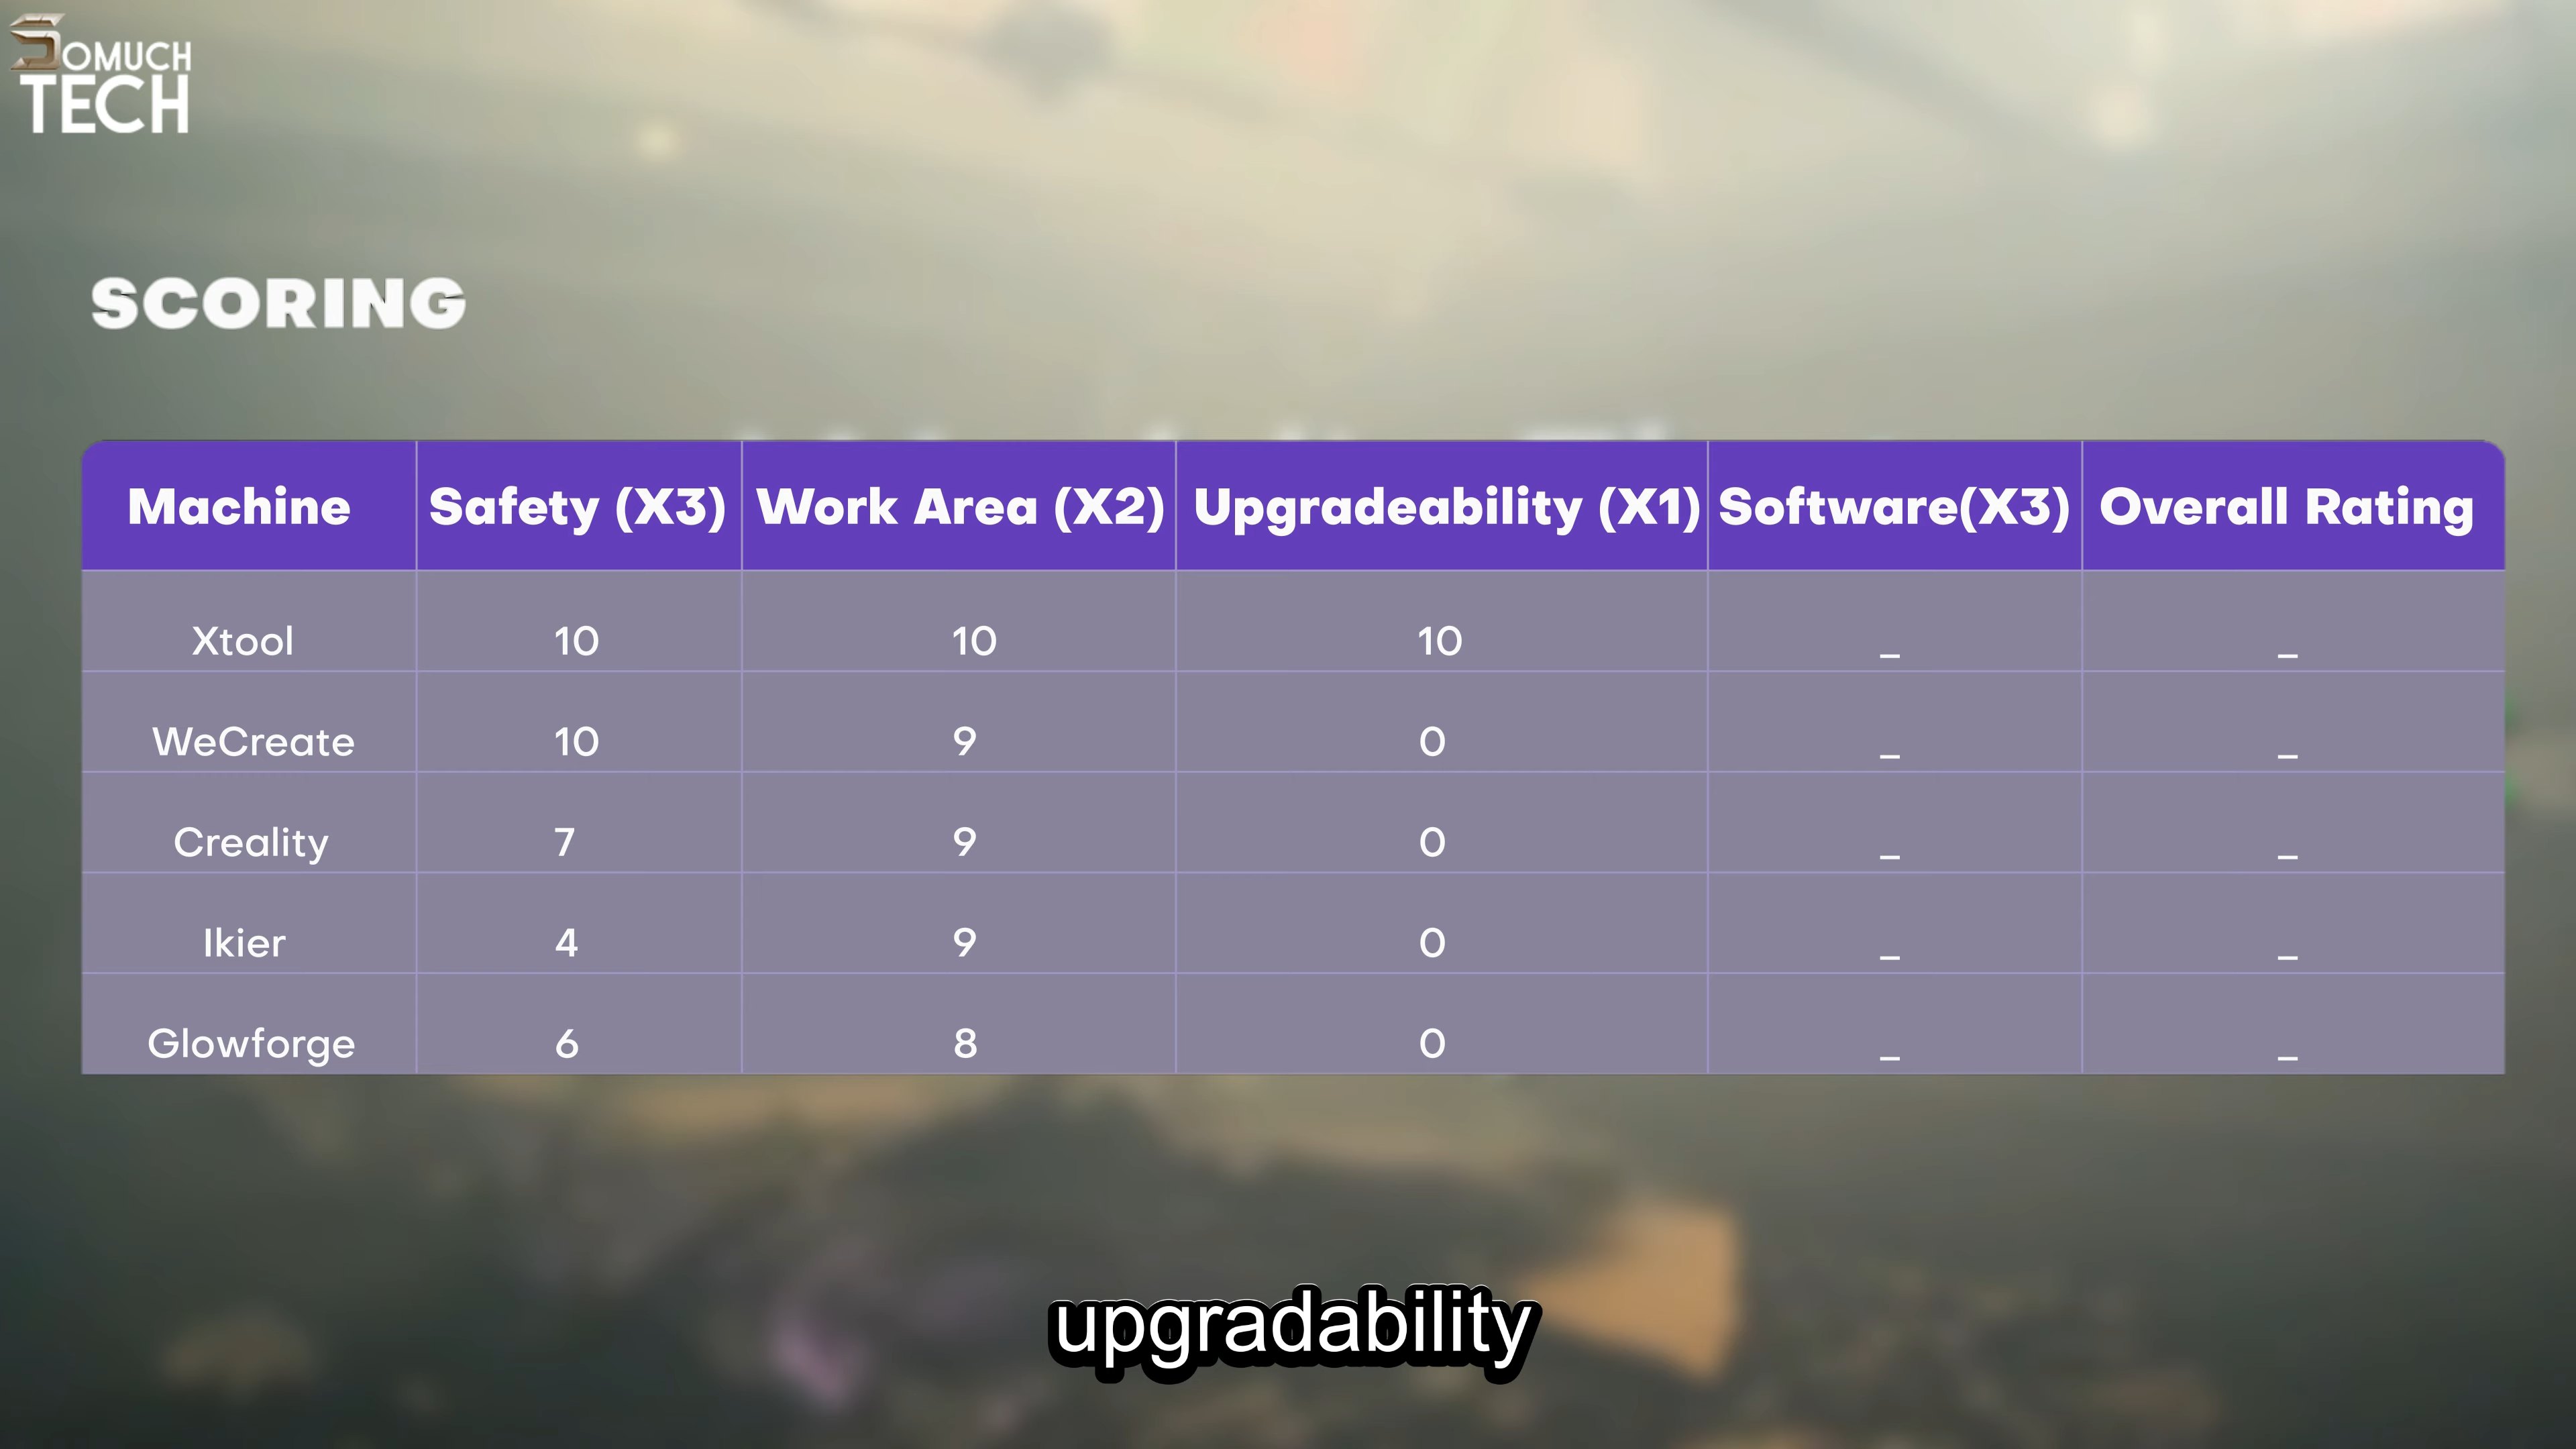 3OMUCH
TECH
SCORING
Machine Safety (X3) Work Area (X2) Upgradeability (X1) Software(X3) Overall Rating
Xtool 10 10 10 _ _
WeCreate 10 9 0 _ _
Creality 7 9 0 _ _
Ikier 4 9 0 _ _
Glowforge 6 8 0 _ _
upgradability